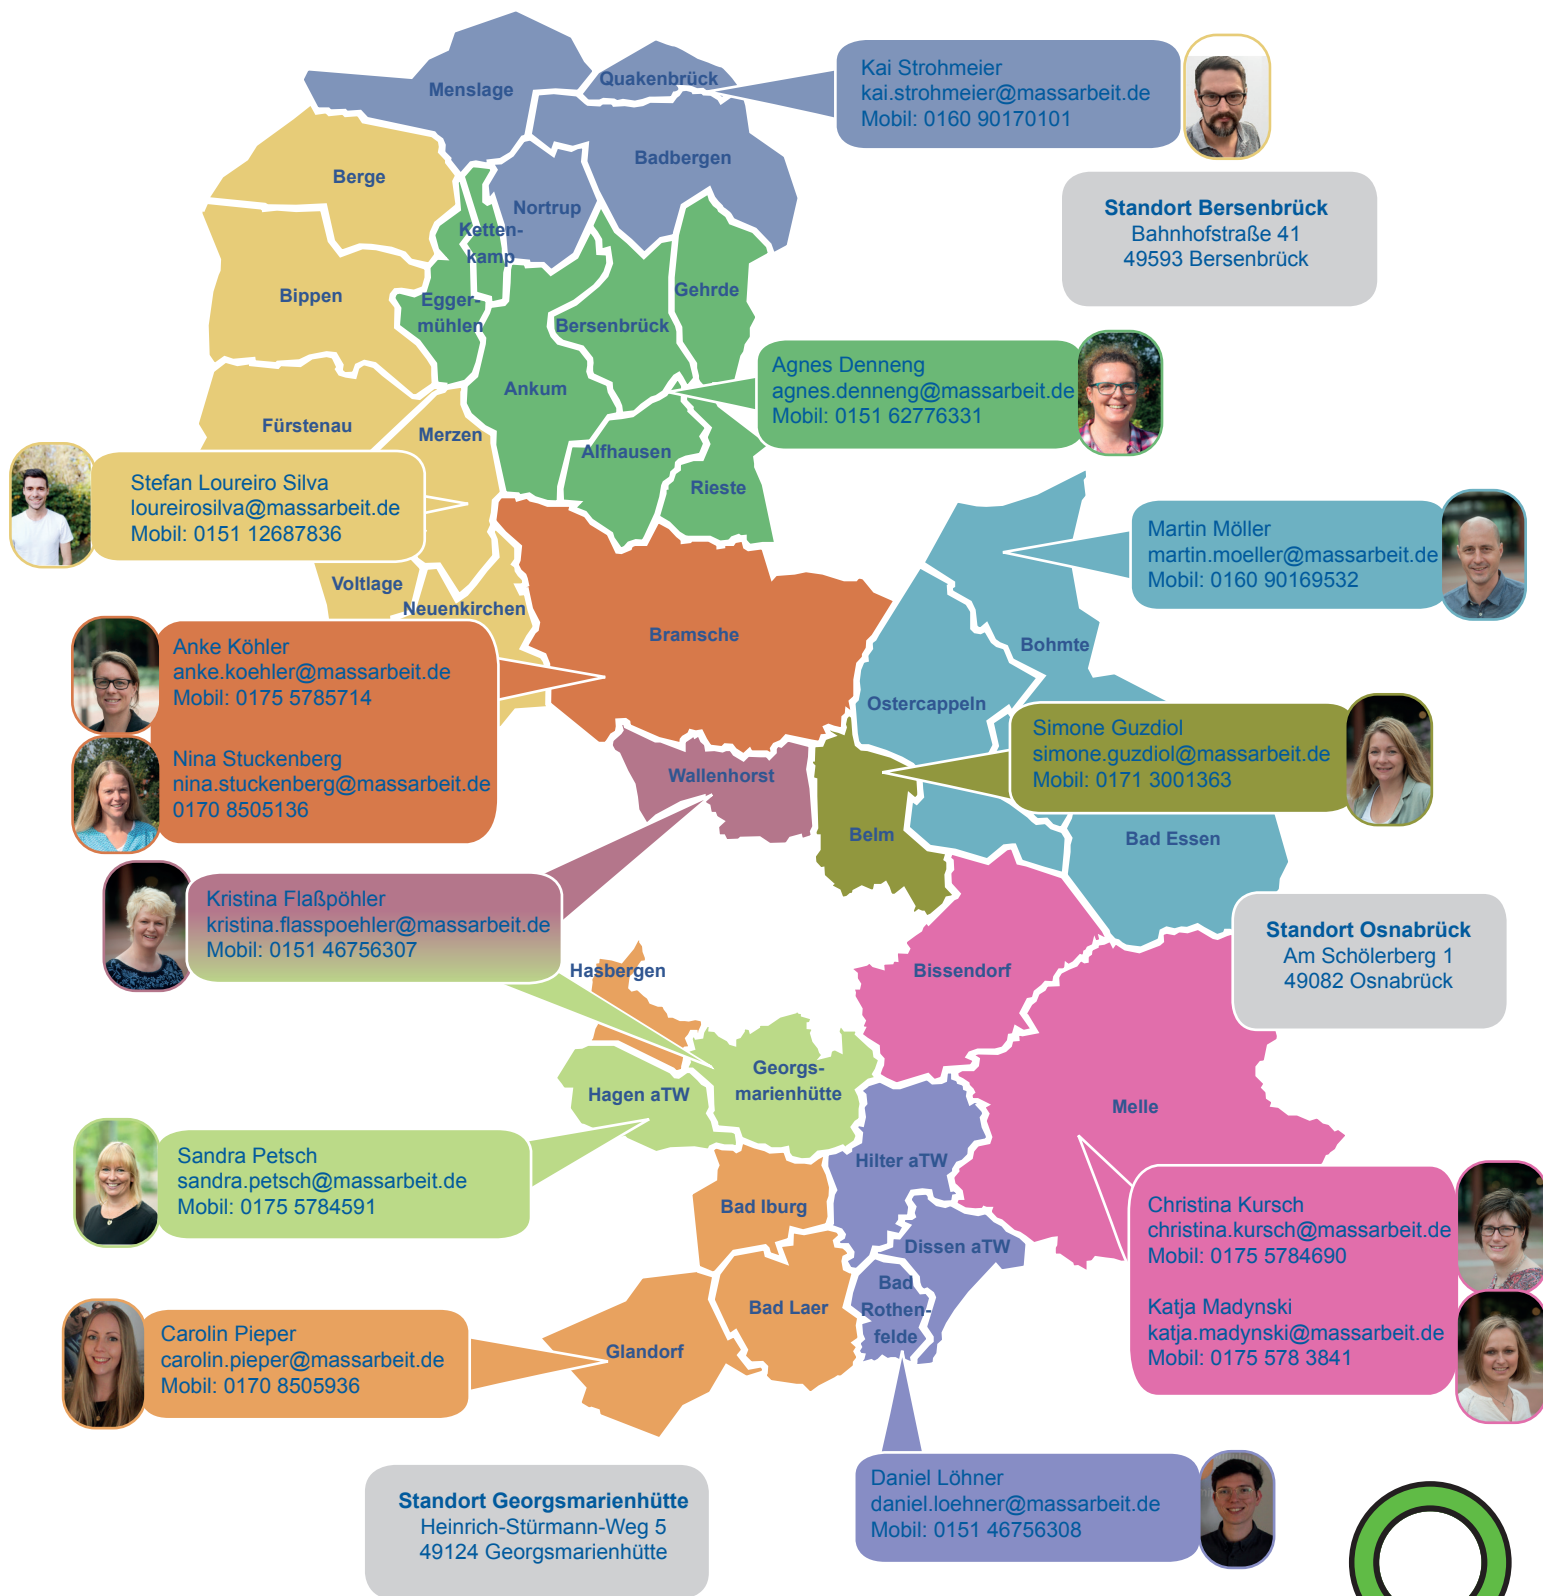 Menslage
Quakenbrück
Kai Strohmeier
kai.strohmeier@massarbeit.de
Mobil: 0160 90170101
Badbergen
Berge
Nortrup
Ketten-
kamp
Standort Bersenbrück
Bahnhofstraße 41
49593 Bersenbrück
Bippen
Egger-
mühlen
Gehrde
Bersenbrück
Ankum
Agnes Denneng
agnes.denneng@massarbeit.de
Mobil: 0151 62776331
Fürstenau
Merzen
Alfhausen
Rieste
Stefan Loureiro Silva
loureirosilva@massarbeit.de
Mobil: 0151 12687836
Martin Möller
martin.moeller@massarbeit.de
Mobil: 0160 90169532
Voltlage
Neuenkirchen
Bramsche
Bohmte
Anke Köhler
anke.koehler@massarbeit.de
Mobil: 0175 5785714
Nina Stuckenberg
nina.stuckenberg@massarbeit.de
0170 8505136
Ostercappeln
Simone Guzdiol
simone.guzdiol@massarbeit.de
Mobil: 0171 3001363
Wallenhorst
Belm
Bad Essen
Kristina Flaßpöhler
kristina.flasspoehler@massarbeit.de
Mobil: 0151 46756307
Standort Osnabrück
Am Schölerberg 1
49082 Osnabrück
Hasbergen
Bissendorf
Georgs-
marienhütte
Hagen aTW
Melle
Sandra Petsch
sandra.petsch@massarbeit.de
Mobil: 0175 5784591
Hilter aTW
Bad Iburg
Dissen aTW
Christina Kursch
christina.kursch@massarbeit.de
Mobil: 0175 5784690
Katja Madynski
katja.madynski@massarbeit.de
Mobil: 0175 578 3841
Bad Laer
Bad
Rothen-
felde
Glandorf
Carolin Pieper
carolin.pieper@massarbeit.de
Mobil: 0170 8505936
Daniel Löhner
daniel.loehner@massarbeit.de
Mobil: 0151 46756308
Standort Georgsmarienhütte
Heinrich-Stürmann-Weg 5
49124 Georgsmarienhütte